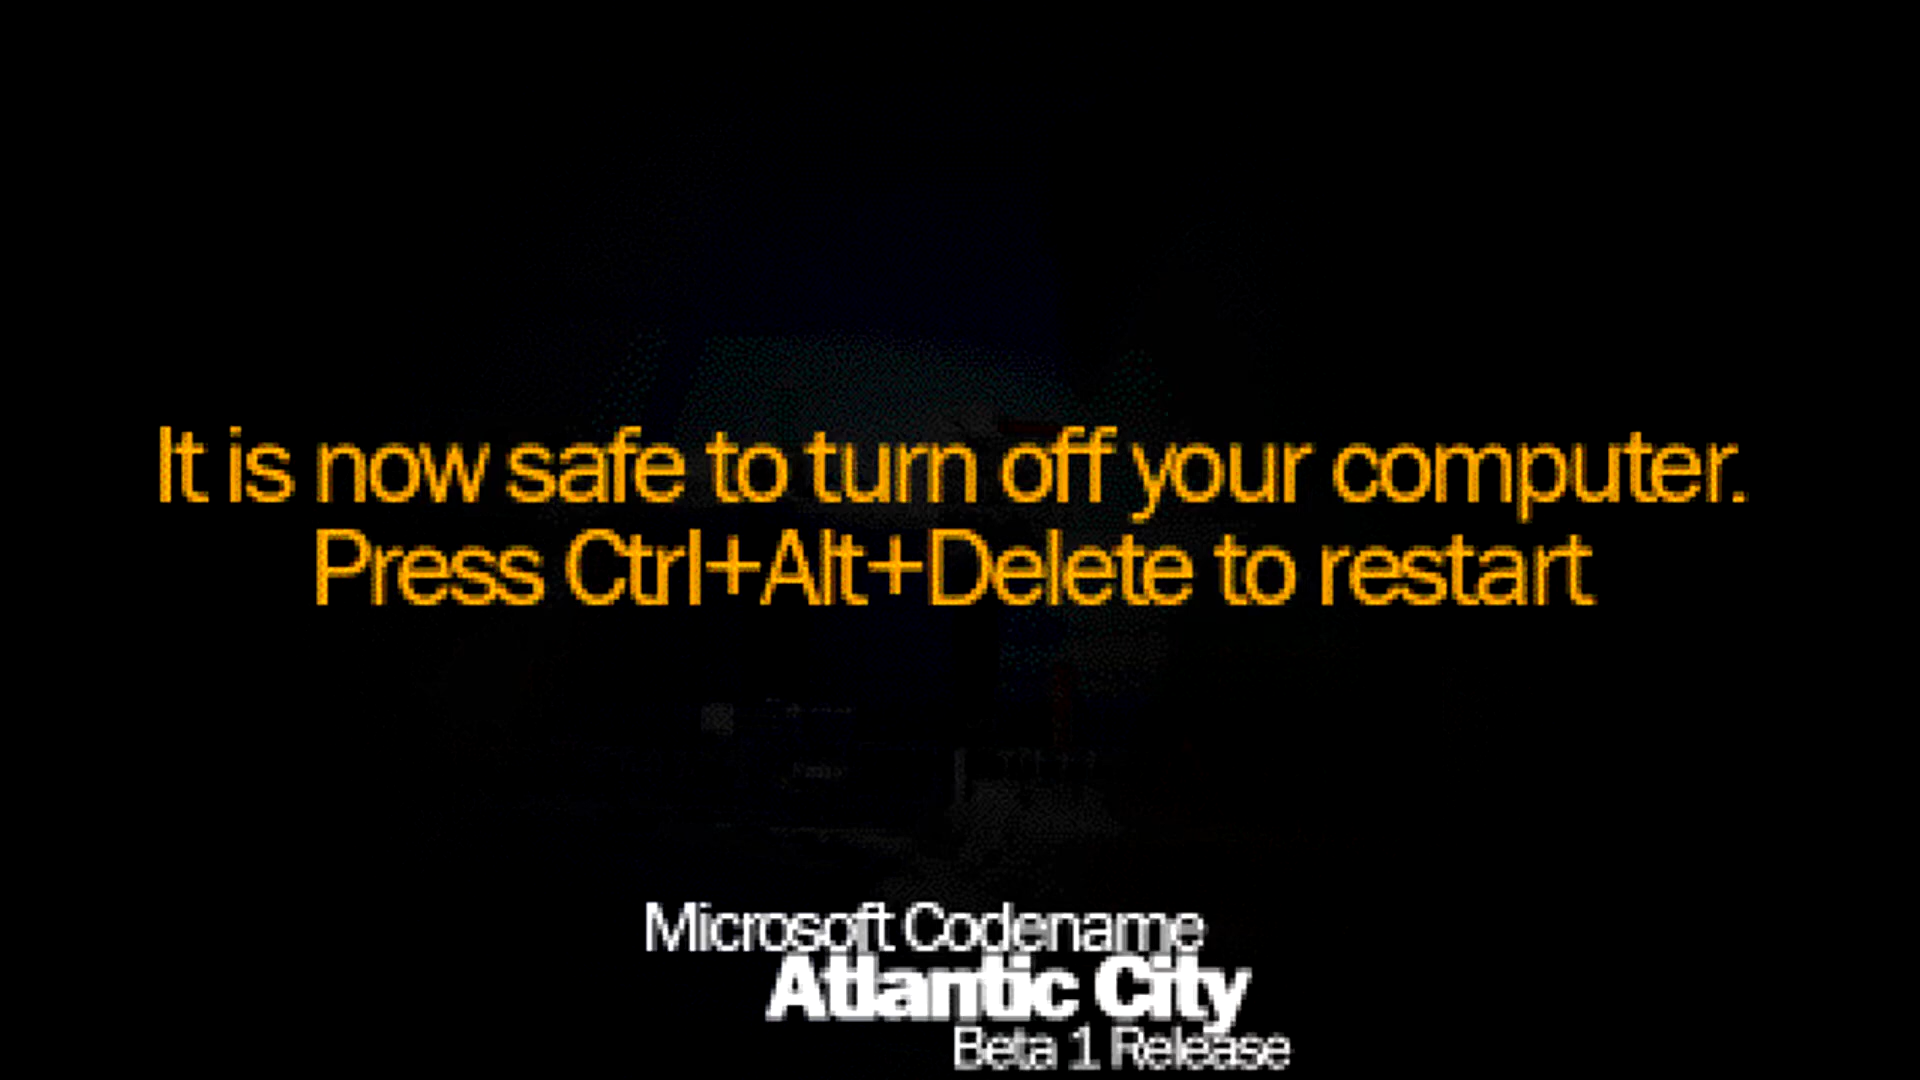 It is now safe to turn off your computer.
Press Ctrl+Alt+Delete to restart
Microsoft Codename
Atlantic City
Beta 1 Release